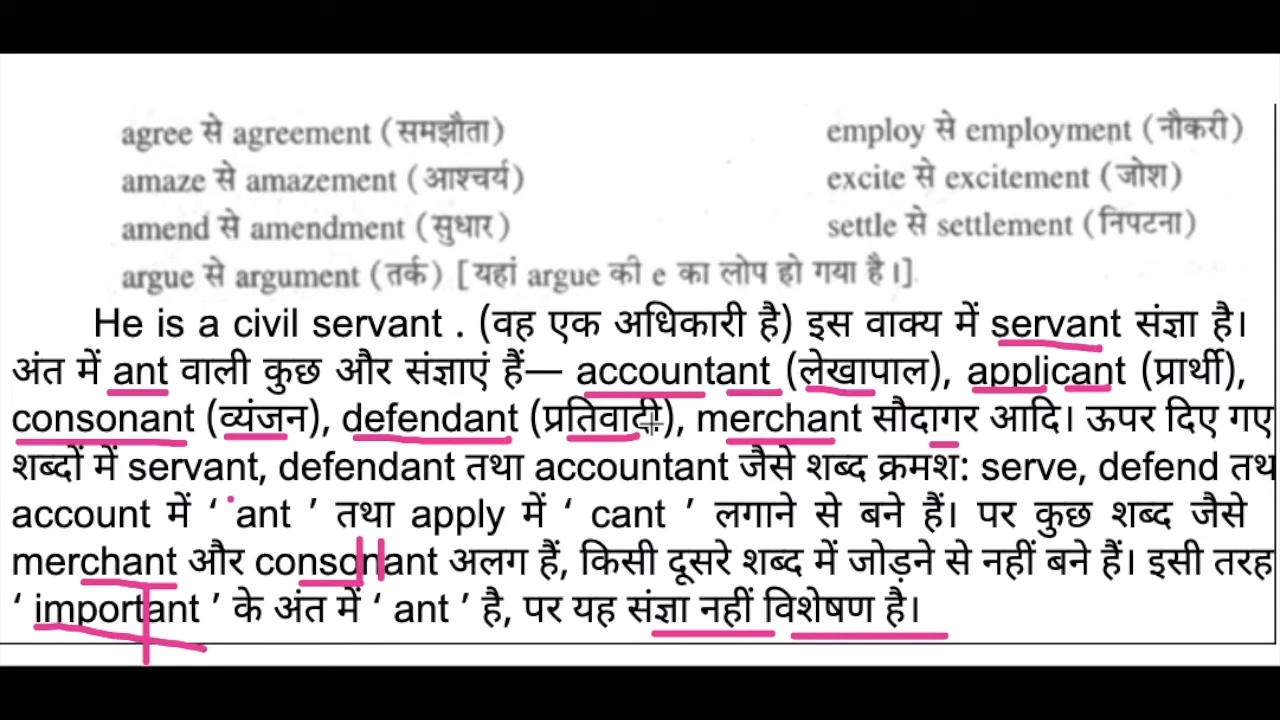 agree से agreement (समझौता) employ से employment (नौकरी)
amaze से amazement (आश्चर्य) excite से excitement (जोश)
amend से amendment (सुधार) settle से settlement (निपटना)
argue से argument (तर्क) [यहां argue की e का लोप हो गया है।].
He is a civil servant . (वह एक अधिकारी है) इस वाक्य में servant संज्ञा है।
अंत में ant वाली कुछ और संज्ञाएं हैं— accountant (लेखापाल), applicant (प्रार्थी),
consonant (व्यंजन), defendant (प्रतिवादी), merchant सौदागर आदि। ऊपर दिए गए
शब्दों में servant, defendant तथा accountant जैसे शब्द क्रमश: serve, defend तथ
account में ‘ ant ’ तथा apply में ‘ cant ’ लगाने से बने हैं। पर कुछ शब्द जैसे
merchant और consonant अलग हैं, किसी दूसरे शब्द में जोड़ने से नहीं बने हैं। इसी तरह
‘ important ’ के अंत में ‘ ant ’ है, पर यह संज्ञा नहीं विशेषण है।